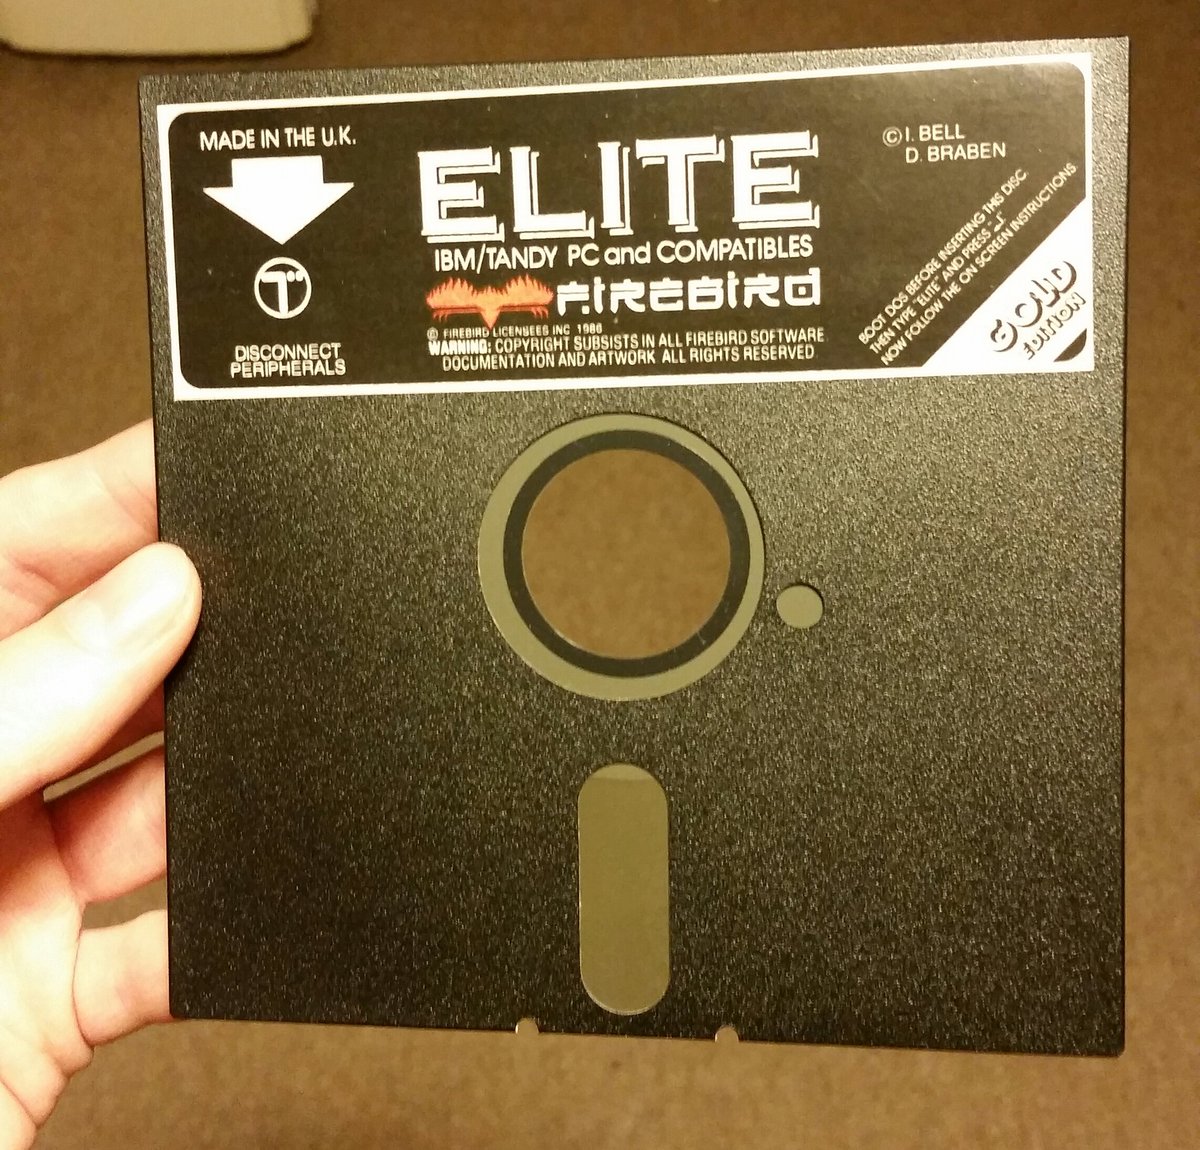 MADE IN THE U.K.
T
DISCONNECT
PERIPHERALS
ELITE
IBM/TANDY PC and COMPATIBLES
FIREBIRD
© FIREBIRD LICENSEES INC 1986
WARNING: COPYRIGHT SUBSISTS IN ALL FIREBIRD SOFTWARE
DOCUMENTATION AND ARTWORK ALL RIGHTS RESERVED
© I. BELL
D. BRABEN
BOOT DOS BEFORE INSERTING THIS DISC
THEN TYPE "ELITE" AND PRESS "↵"
NOW FOLLOW THE ON SCREEN INSTRUCTIONS
GOLD